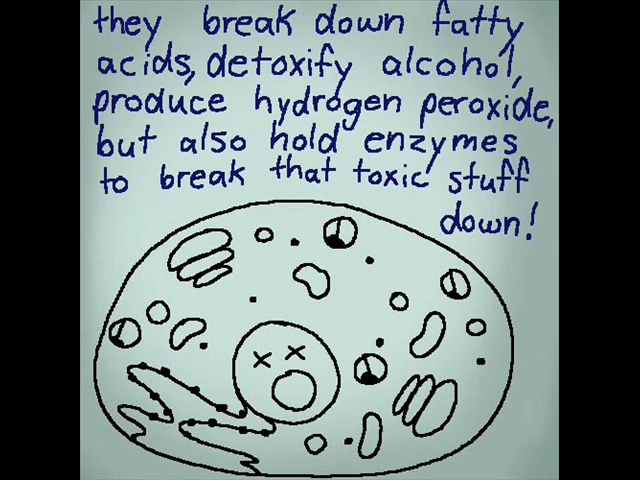 they break down fatty
acids, detoxify alcohol,
produce hydrogen peroxide,
but also hold enzymes
to break that toxic stuff
down!